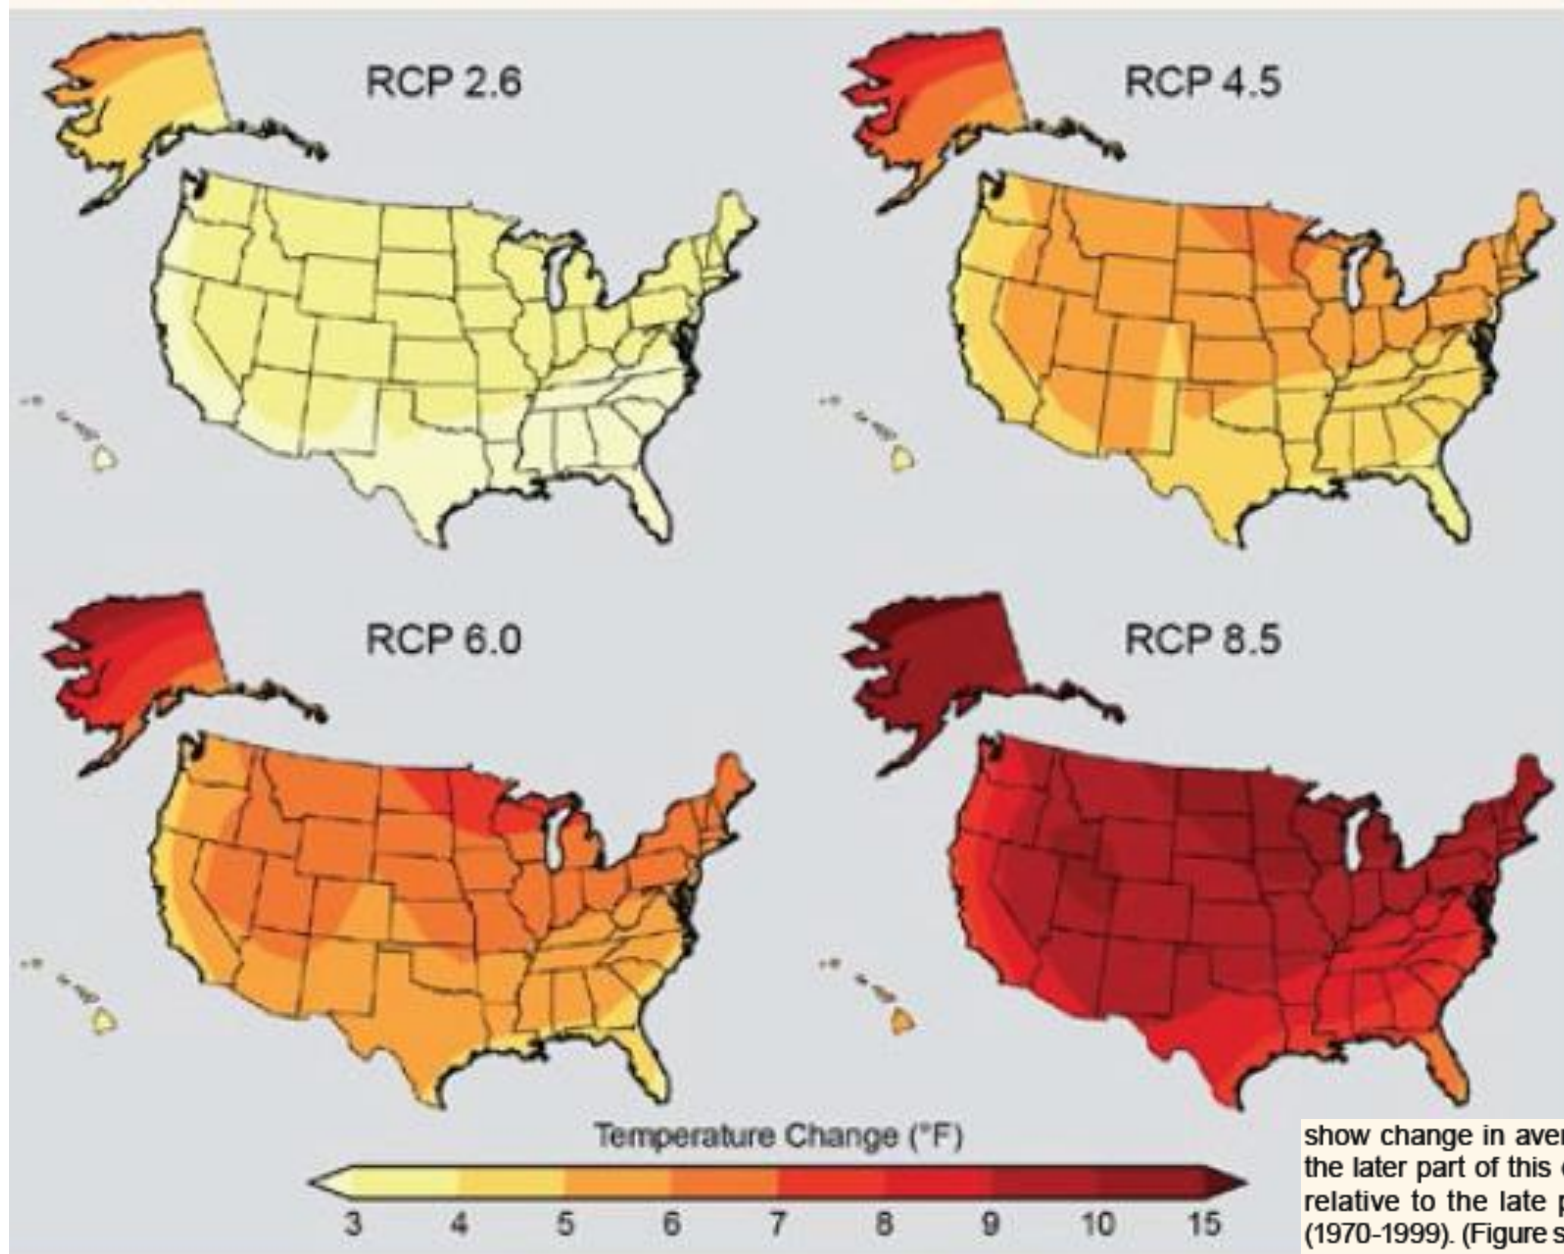 RCP 2.6
RCP 4.5
RCP 6.0
RCP 8.5
Temperature Change (°F)
3 4 5 6 7 8 9 10 15
show change in aver
the later part of this
relative to the late p
(1970-1999). (Figure s